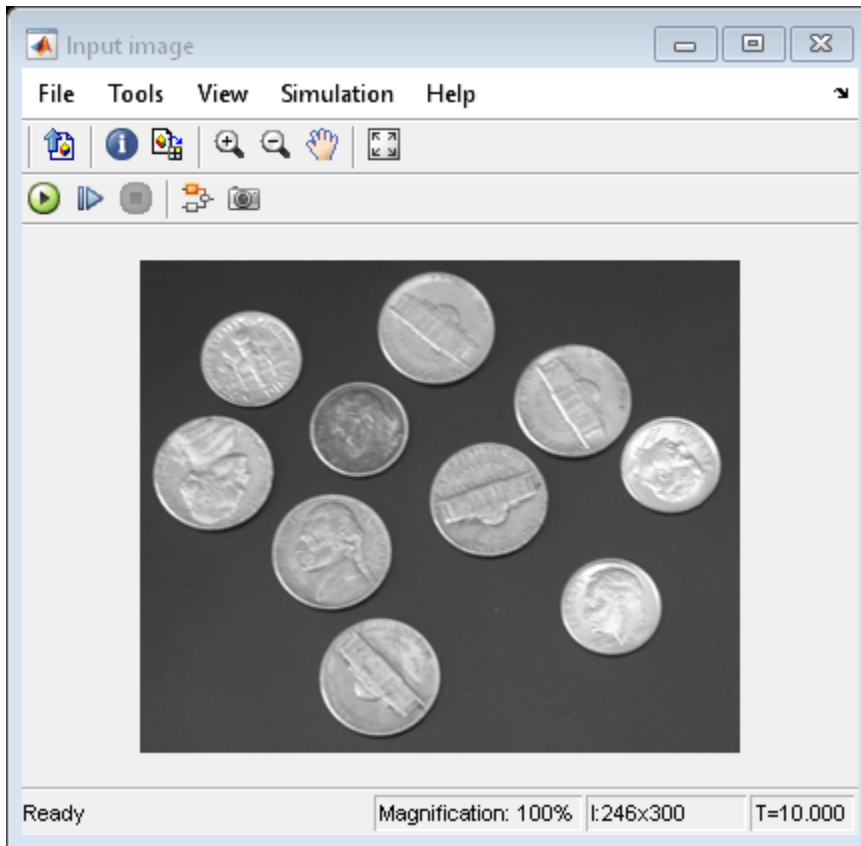 Input image
File Tools View Simulation Help
Ready Magnification: 100% I:246x300 T=10.000